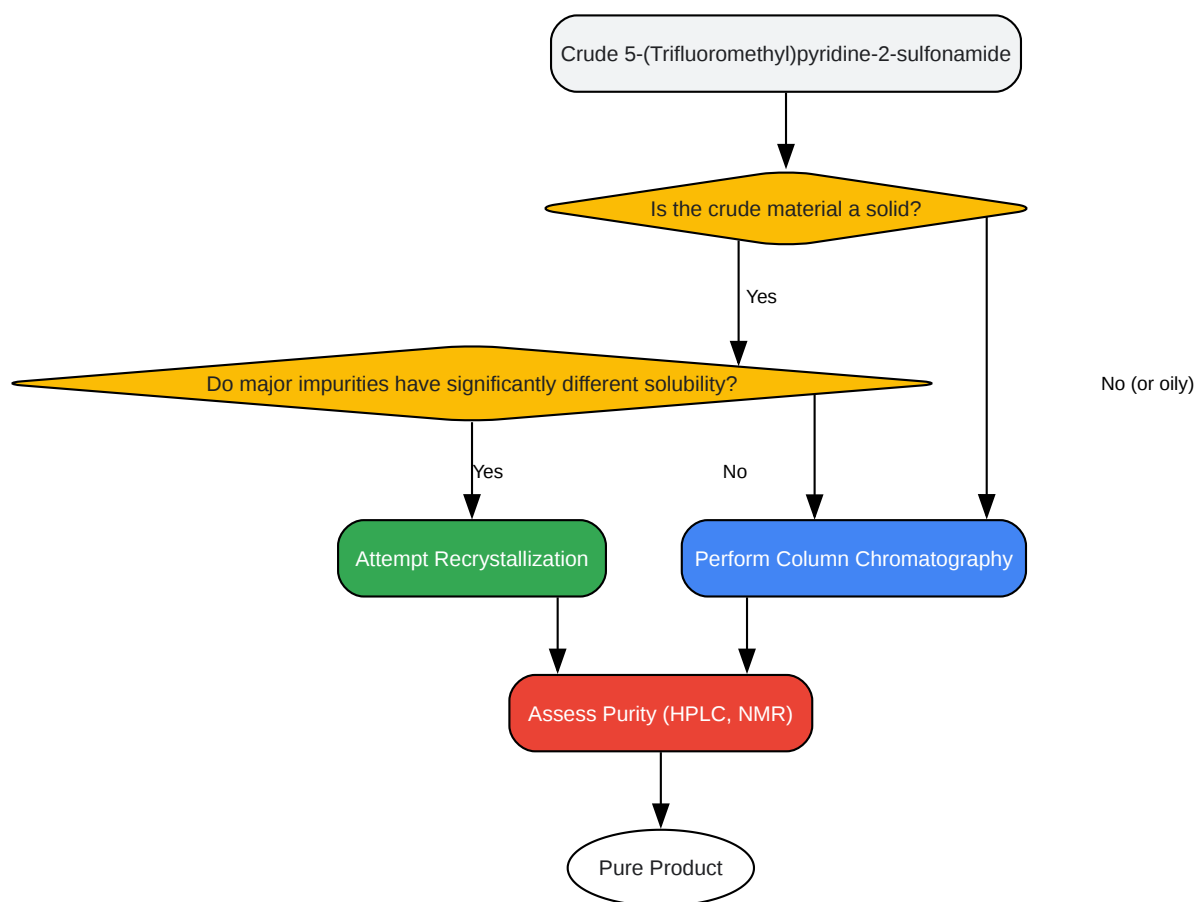 Crude 5-(Trifluoromethyl)pyridine-2-sulfonamide
Is the crude material a solid?
Yes
Do major impurities have significantly different solubility?
No (or oily)
Yes
No
Attempt Recrystallization
Perform Column Chromatography
Assess Purity (HPLC, NMR)
Pure Product